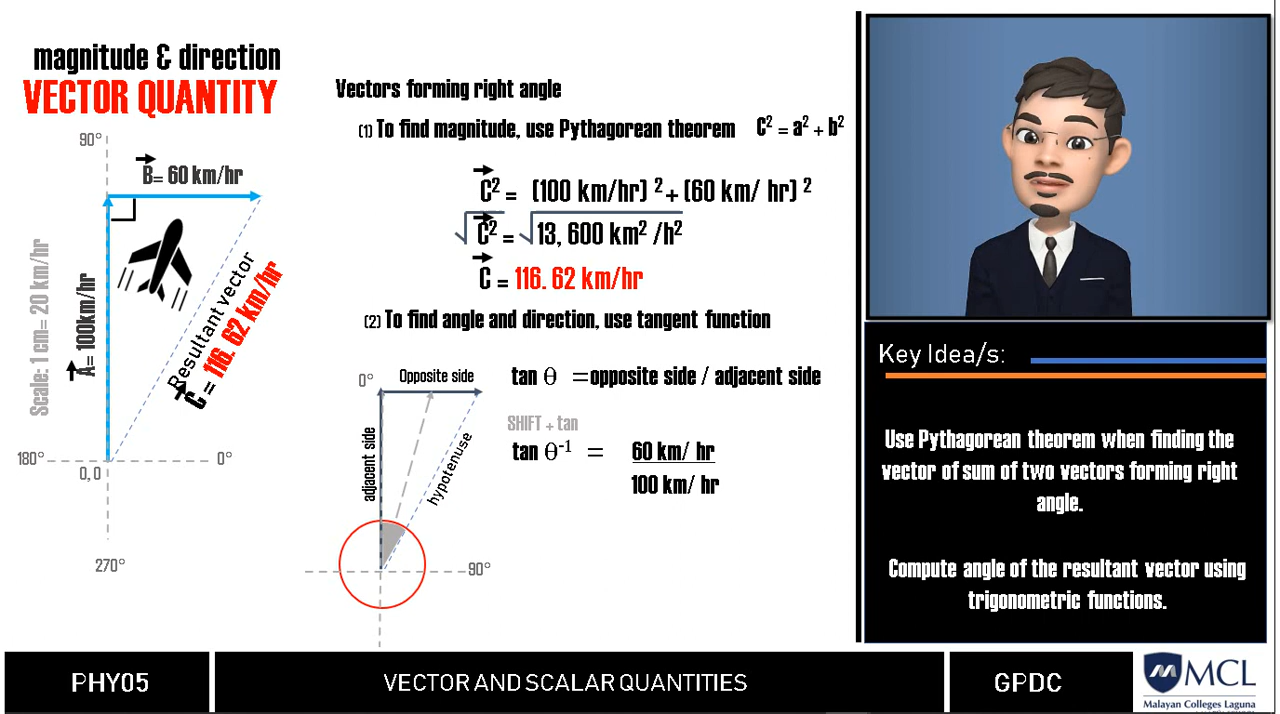 magnitude & direction
VECTOR QUANTITY
90°
B= 60 km/hr
Scale: 1 cm= 20 km/hr
A= 100km/hr
Resultant vector
C = 116. 62 km/hr
180°
0°
0, 0
270°
Vectors forming right angle
(1) To find magnitude, use Pythagorean theorem C² = a² + b²
C² = (100 km/hr) ² + (60 km/ hr) ²
√C² = √13, 600 km² /h²
C = 116. 62 km/hr
(2) To find angle and direction, use tangent function
0°
Opposite side
adjacent side
hypotenuse
90°
tan θ = opposite side / adjacent side
SHIFT + tan
tan θ⁻¹ = 60 km/ hr
100 km/ hr
Key Idea/s:
Use Pythagorean theorem when finding the
vector of sum of two vectors forming right
angle.
Compute angle of the resultant vector using
trigonometric functions.
PHY05
VECTOR AND SCALAR QUANTITIES
GPDC
MCL
Malayan Colleges Laguna